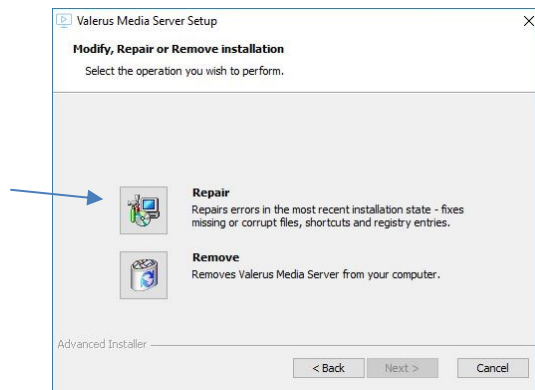 Valerus Media Server Setup
Modify, Repair or Remove installation
Select the operation you wish to perform.
Repair
Repairs errors in the most recent installation state - fixes
missing or corrupt files, shortcuts and registry entries.
Remove
Removes Valerus Media Server from your computer.
Advanced Installer
< Back Next > Cancel